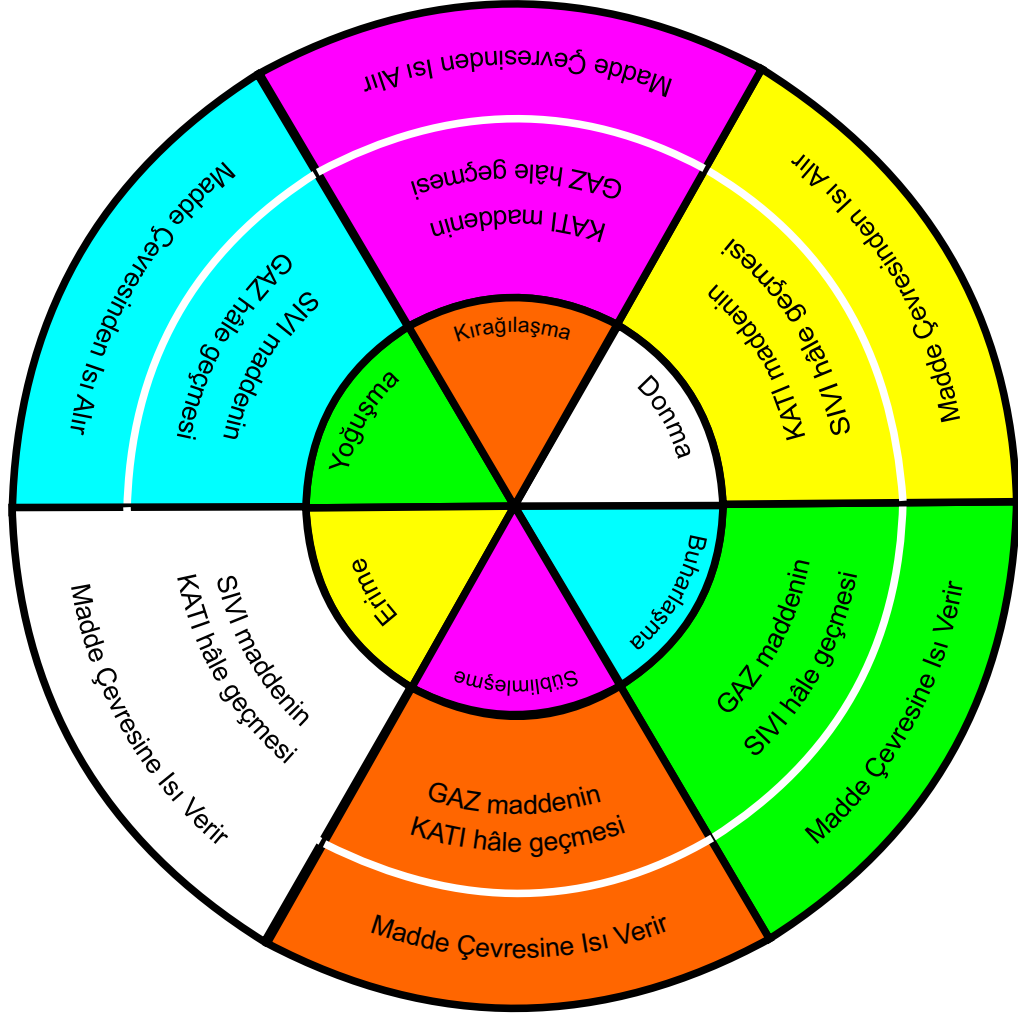 Madde Çevresinden Isı Alır
KATI maddenin
GAZ hâle geçmesi
Kırağılaşma
Madde Çevresinden Isı Alır
KATI maddenin
SIVI hâle geçmesi
Donma
GAZ maddenin
SIVI hâle geçmesi
Madde Çevresine Isı Verir
Buharlaşma
GAZ maddenin
KATI hâle geçmesi
Madde Çevresine Isı Verir
Süblimleşme
SIVI maddenin
KATI hâle geçmesi
Madde Çevresine Isı Verir
Erime
Madde Çevresinden Isı Alır
SIVI maddenin
GAZ hâle geçmesi
Yoğuşma